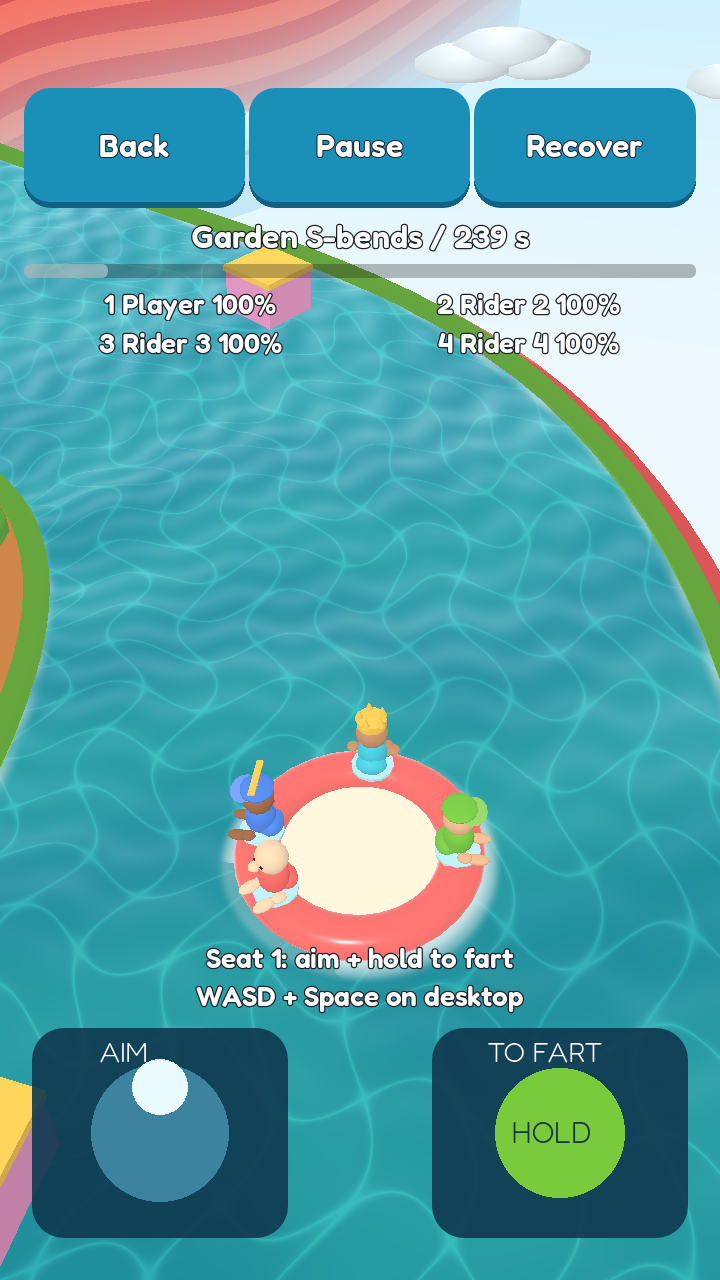 Back
Pause
Recover
Garden S-bends / 239 s
1 Player 100%
2 Rider 2 100%
3 Rider 3 100%
4 Rider 4 100%
Seat 1: aim + hold to fart
WASD + Space on desktop
AIM
TO FART
HOLD